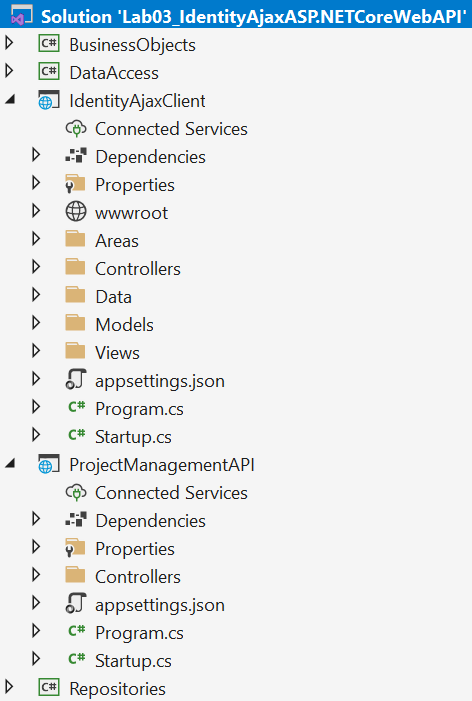 Solution 'Lab03_IdentityAjaxASP.NETCoreWebAPI'
C# BusinessObjects
C# DataAccess
IdentityAjaxClient
Connected Services
Dependencies
Properties
wwwroot
Areas
Controllers
Data
Models
Views
appsettings.json
C# Program.cs
C# Startup.cs
ProjectManagementAPI
Connected Services
Dependencies
Properties
Controllers
appsettings.json
C# Program.cs
C# Startup.cs
C# Repositories